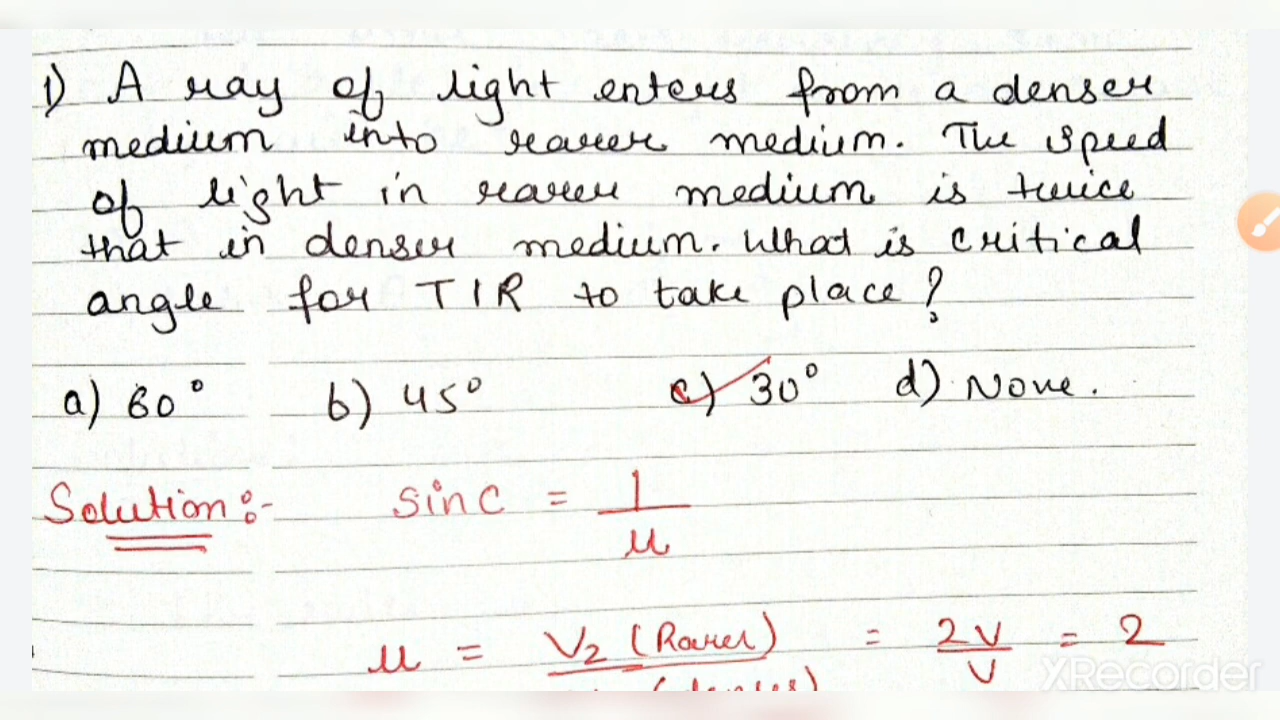 1) A ray of light enters from a denser
medium into rarer medium. The speed
of light in rarer medium is twice
that in denser medium. What is critical
angle for TIR to take place?
a) 60° b) 45° c) 30° d) None.
Solution:-
sin c = 1/μ
μ = V2 (Rarer) = 2V/V = 2
(denser)
XRecorder